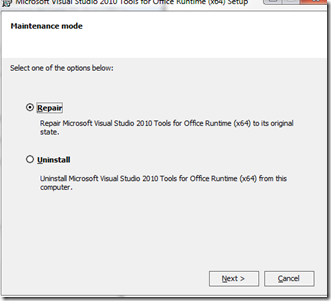 Microsoft Visual Studio 2010 Tools for Office Runtime (x64) Setup
Maintenance mode
Select one of the options below:
Repair
Repair Microsoft Visual Studio 2010 Tools for Office Runtime (x64) to its original
state.
Uninstall
Uninstall Microsoft Visual Studio 2010 Tools for Office Runtime (x64) from this
computer.
Next >
Cancel